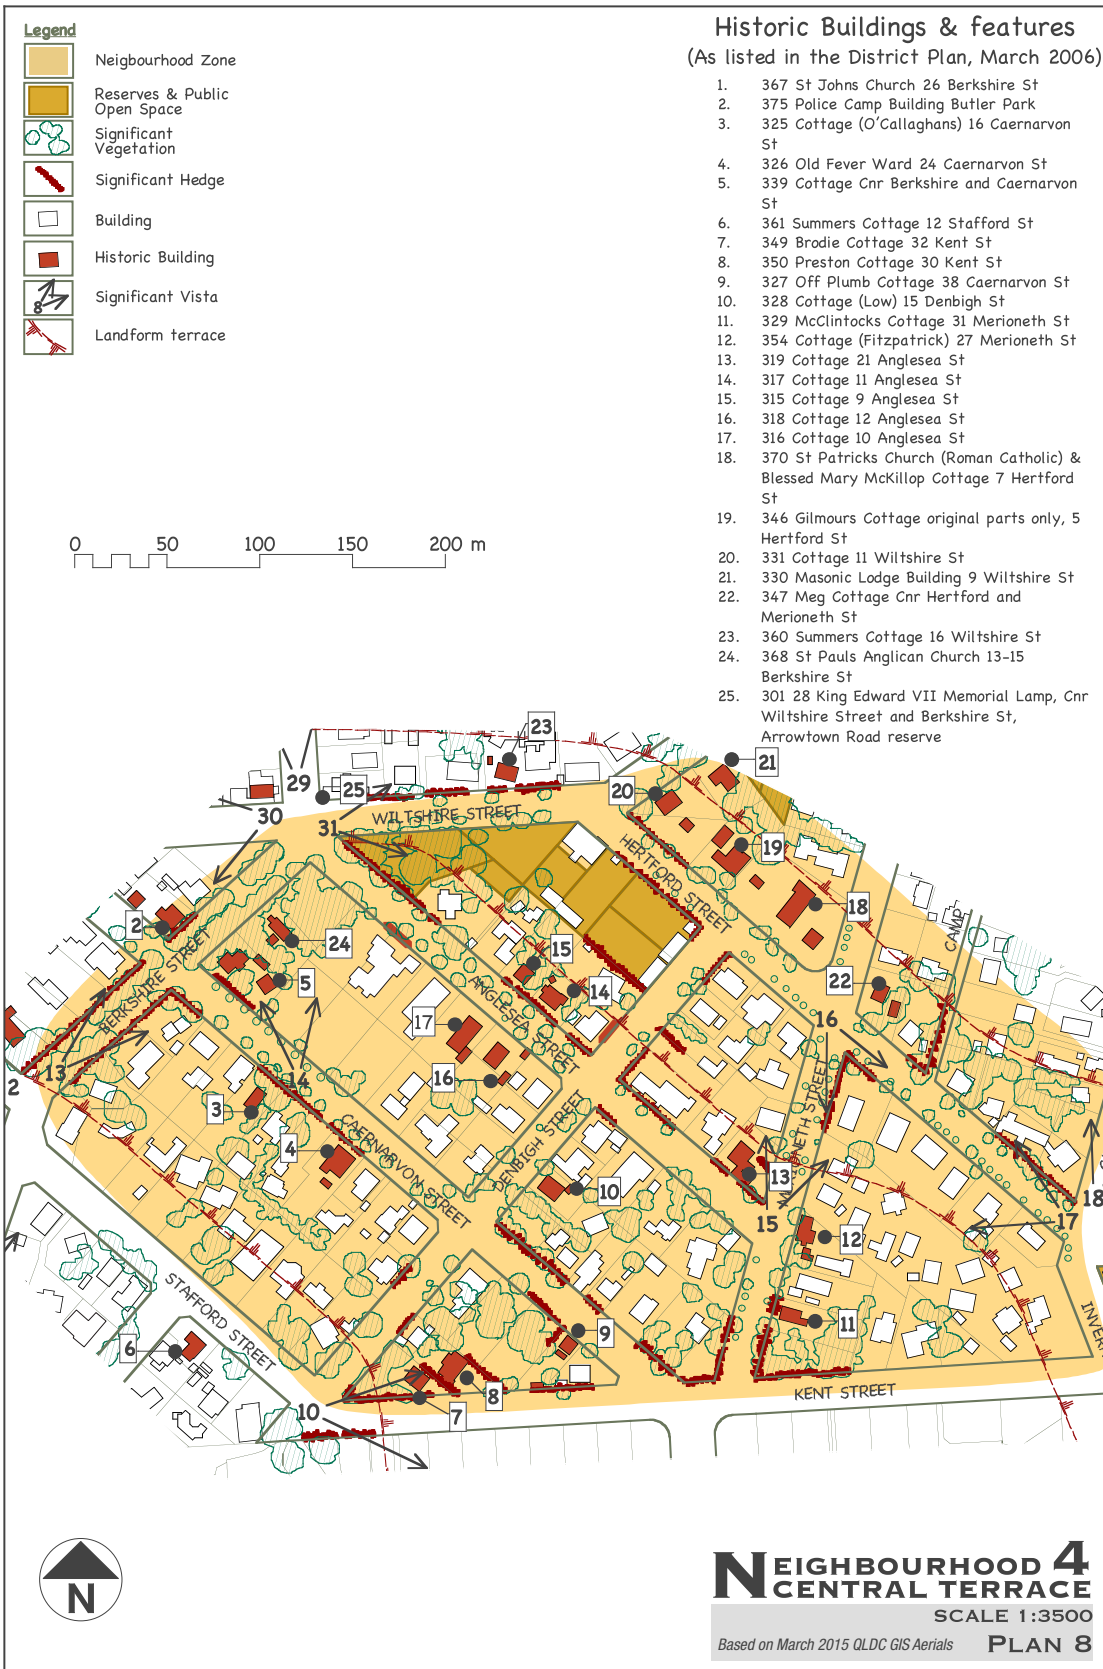 Legend
Neigbourhood Zone
Reserves & Public
Open Space
Significant
Vegetation
Significant Hedge
Building
Historic Building
8
Significant Vista
Landform terrace
Historic Buildings & features
(As listed in the District Plan, March 2006)
1. 367 St Johns Church 26 Berkshire St
2. 375 Police Camp Building Butler Park
3. 325 Cottage (O'Callaghans) 16 Caernarvon
St
4. 326 Old Fever Ward 24 Caernarvon St
5. 339 Cottage Cnr Berkshire and Caernarvon
St
6. 361 Summers Cottage 12 Stafford St
7. 349 Brodie Cottage 32 Kent St
8. 350 Preston Cottage 30 Kent St
9. 327 Off Plumb Cottage 38 Caernarvon St
10. 328 Cottage (Low) 15 Denbigh St
11. 329 McClintocks Cottage 31 Merioneth St
12. 354 Cottage (Fitzpatrick) 27 Merioneth St
13. 319 Cottage 21 Anglesea St
14. 317 Cottage 11 Anglesea St
15. 315 Cottage 9 Anglesea St
16. 318 Cottage 12 Anglesea St
17. 316 Cottage 10 Anglesea St
18. 370 St Patricks Church (Roman Catholic) &
Blessed Mary McKillop Cottage 7 Hertford
St
19. 346 Gilmours Cottage original parts only, 5
Hertford St
20. 331 Cottage 11 Wiltshire St
21. 330 Masonic Lodge Building 9 Wiltshire St
22. 347 Meg Cottage Cnr Hertford and
Merioneth St
23. 360 Summers Cottage 16 Wiltshire St
24. 368 St Pauls Anglican Church 13-15
Berkshire St
25. 301 28 King Edward VII Memorial Lamp, Cnr
Wiltshire Street and Berkshire St,
Arrowtown Road reserve
0 50 100 150 200 m
23
21
29
25
20
30
WILTSHIRE STREET
31
HERTFORD STREET
19
18
2
BERKSHIRE STREET
24
CAMP
15
5
14
ANGLESEA STREET
22
17
16
2
13
14
16
3
CAERNARVON STREET
DENBIGH STREET
MERIONETH STREET
4
10
13
18
15
17
12
STAFFORD STREET
6
9
11
INVER
8
7
10
KENT STREET
N
NEIGHBOURHOOD 4
CENTRAL TERRACE
SCALE 1:3500
Based on March 2015 QLDC GIS Aerials
PLAN 8